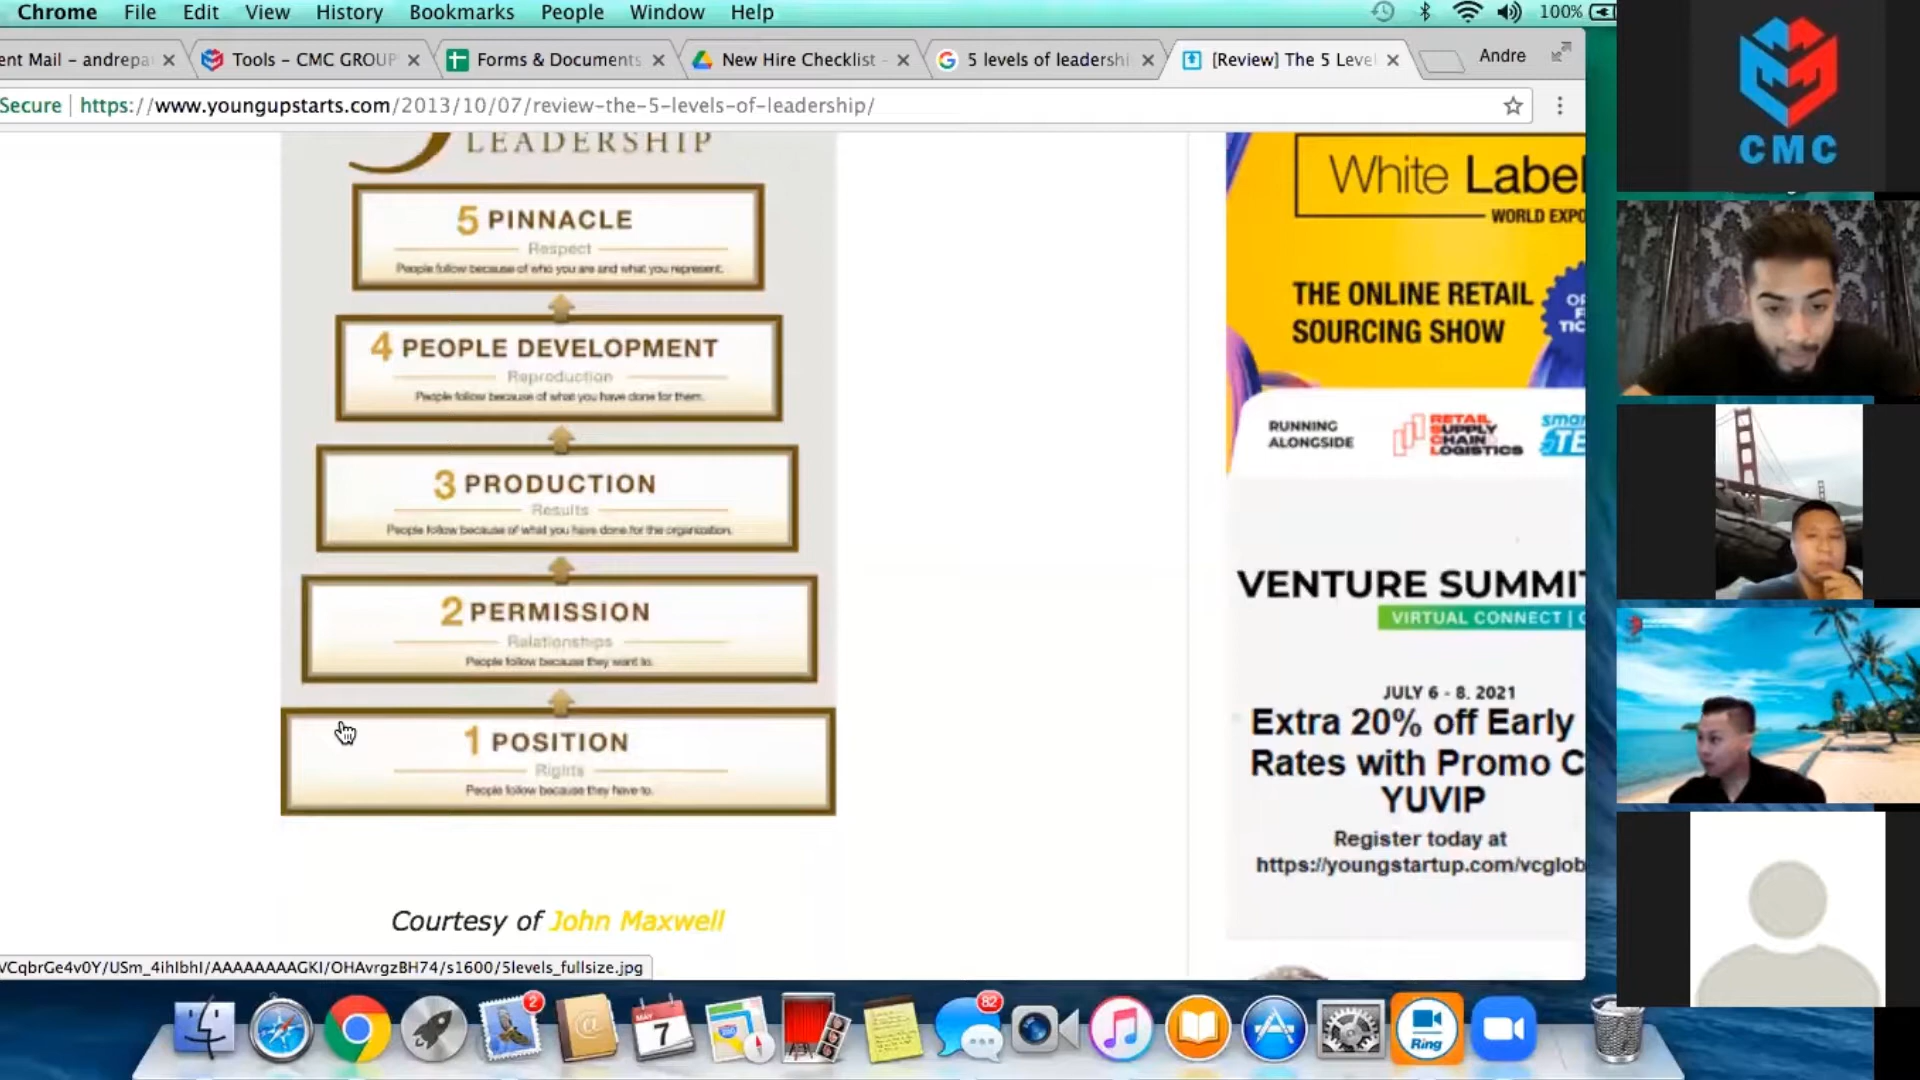 Chrome File Edit View History Bookmarks People Window Help 100%
ent Mail - andrepa
Tools - CMC GROUP
Forms & Documents
New Hire Checklist -
5 levels of leadershi
[Review] The 5 Leve
Andre
Secure | https://www.youngupstarts.com/2013/10/07/review-the-5-levels-of-leadership/
5
LEADERSHIP
5 PINNACLE
Respect
People follow because of who you are and what you represent.
4 PEOPLE DEVELOPMENT
Reproduction
People follow because of what you have done for them.
3 PRODUCTION
Results
People follow because of what you have done for the organization.
2 PERMISSION
Relationships
People follow because they want to.
1 POSITION
Rights
People follow because they have to.
Courtesy of John Maxwell
VCqbrGe4v0Y/USm_4ihIbhI/AAAAAAAAGKI/OHAvrgzBH74/s1600/5levels_fullsize.jpg
White Labe
WORLD EXPO
THE ONLINE RETAIL
SOURCING SHOW
RUNNING
ALONGSIDE
RETAIL
SUPPLY
CHAIN
LOGISTICS
smar
TE
VENTURE SUMMIT
VIRTUAL CONNECT |
JULY 6 - 8, 2021
Extra 20% off Early
Rates with Promo C
YUVIP
Register today at
https://youngstartup.com/vcglob
CMC
2
MAY
7
82
Ring